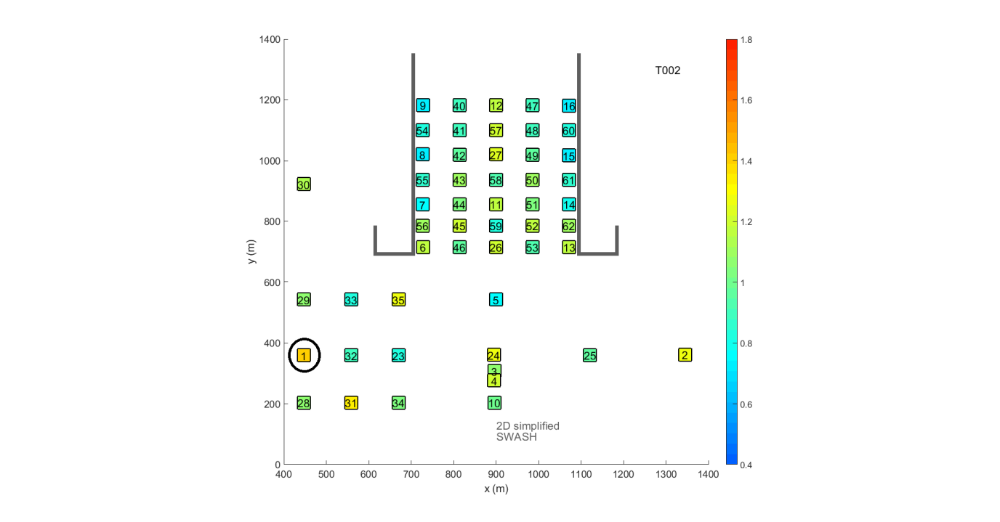 1400
1.8
T002
1200
9 40 12 47 16
1.6
54 41 57 48 60
1000
8 42 27 49 15
1.4
30
55 43 58 50 61
7 44 11 51 14
800
56 45 59 52 62
1.2
6 46 26 53 13
y (m)
600
29 33 35 5
1
400
1 32 23 24 25 2
3
4
0.8
200
28 31 34 10
0.6
2D simplified
SWASH
0
0.4
400 500 600 700 800 900 1000 1100 1200 1300 1400
x (m)